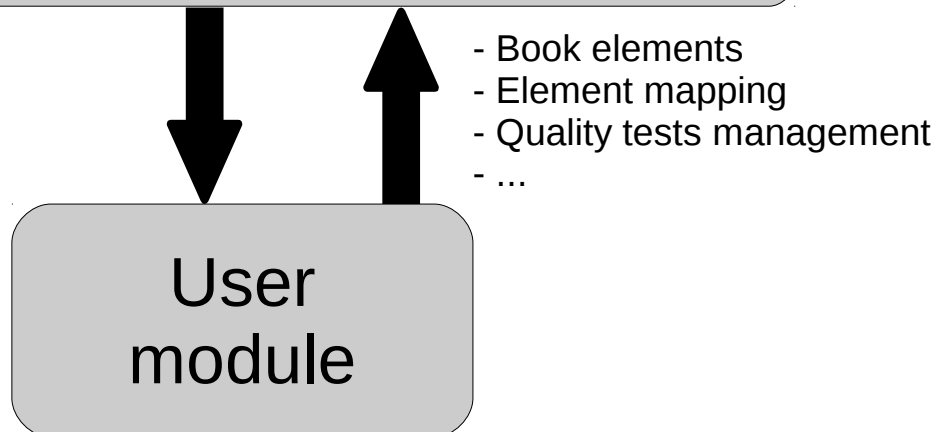 - Book elements
- Element mapping
- Quality tests management
- ...
User
module